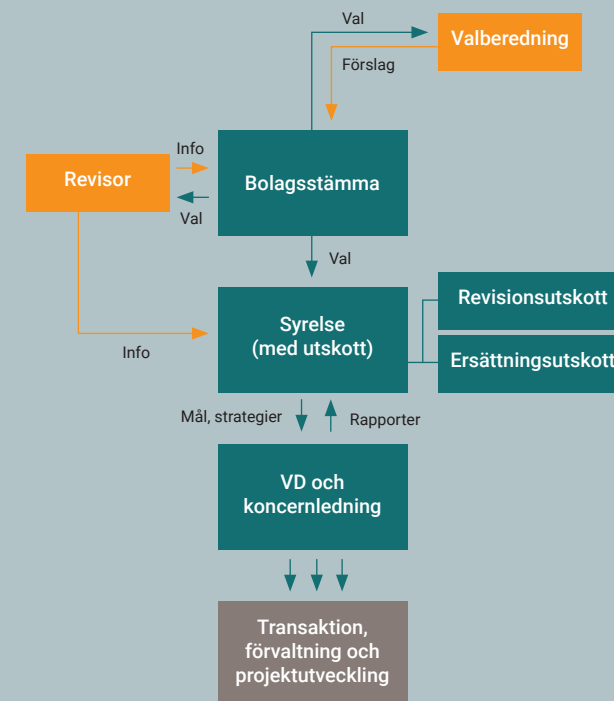 Val
Valberedning
Förslag
Info
Revisor
Bolagsstämma
Val
Val
Revisionsutskott
Syrelse
(med utskott)
Info
Ersättningsutskott
Mål, strategier
Rapporter
VD och
koncernledning
Transaktion,
förvaltning och
projektutveckling